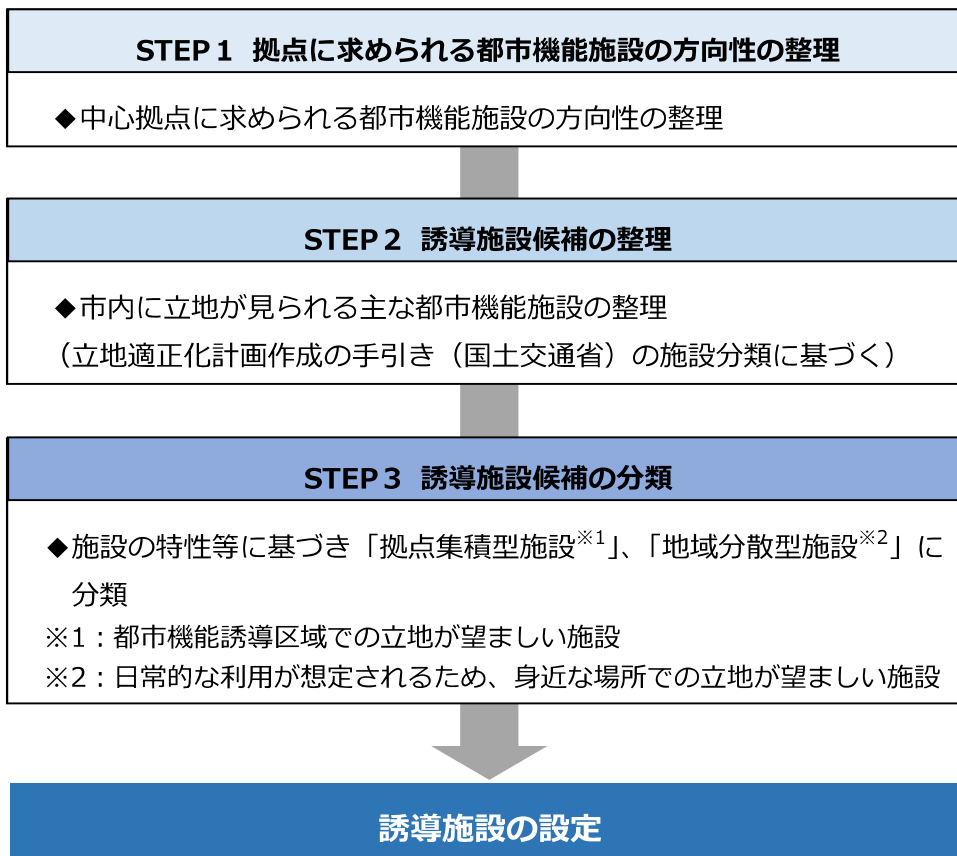 STEP1 拠点に求められる都市機能施設の方向性の整理
◆中心拠点に求められる都市機能施設の方向性の整理
STEP2 誘導施設候補の整理
◆市内に立地が見られる主な都市機能施設の整理
（立地適正化計画作成の手引き（国土交通省）の施設分類に基づく）
STEP3 誘導施設候補の分類
◆施設の特性等に基づき「拠点集積型施設※1」、「地域分散型施設※2」に
分類
※1：都市機能誘導区域での立地が望ましい施設
※2：日常的な利用が想定されるため、身近な場所での立地が望ましい施設
誘導施設の設定